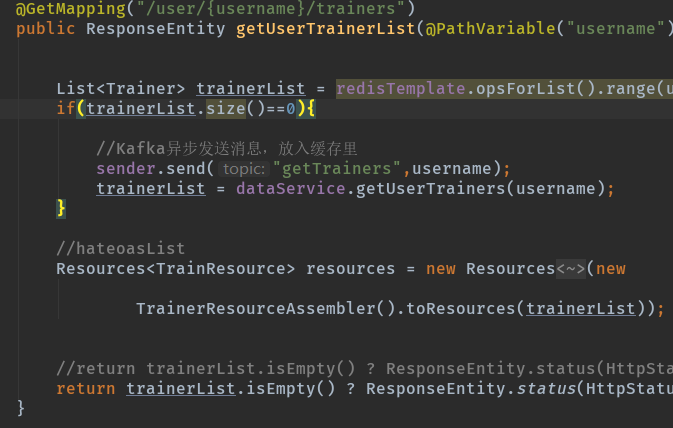 @GetMapping("/user/{username}/trainers")
public ResponseEntity getUserTrainerList(@PathVariable("username")
List<Trainer> trainerList = redisTemplate.opsForList().range(u
if(trainerList.size()==0){
//Kafka异步发送消息，放入缓存里
sender.send( topic: "getTrainers",username);
trainerList = dataService.getUserTrainers(username);
}
//hateoasList
Resources<TrainResource> resources = new Resources<~>(new
TrainerResourceAssembler().toResources(trainerList));
//return trainerList.isEmpty() ? ResponseEntity.status(HttpSta
return trainerList.isEmpty() ? ResponseEntity.status(HttpStatu
}